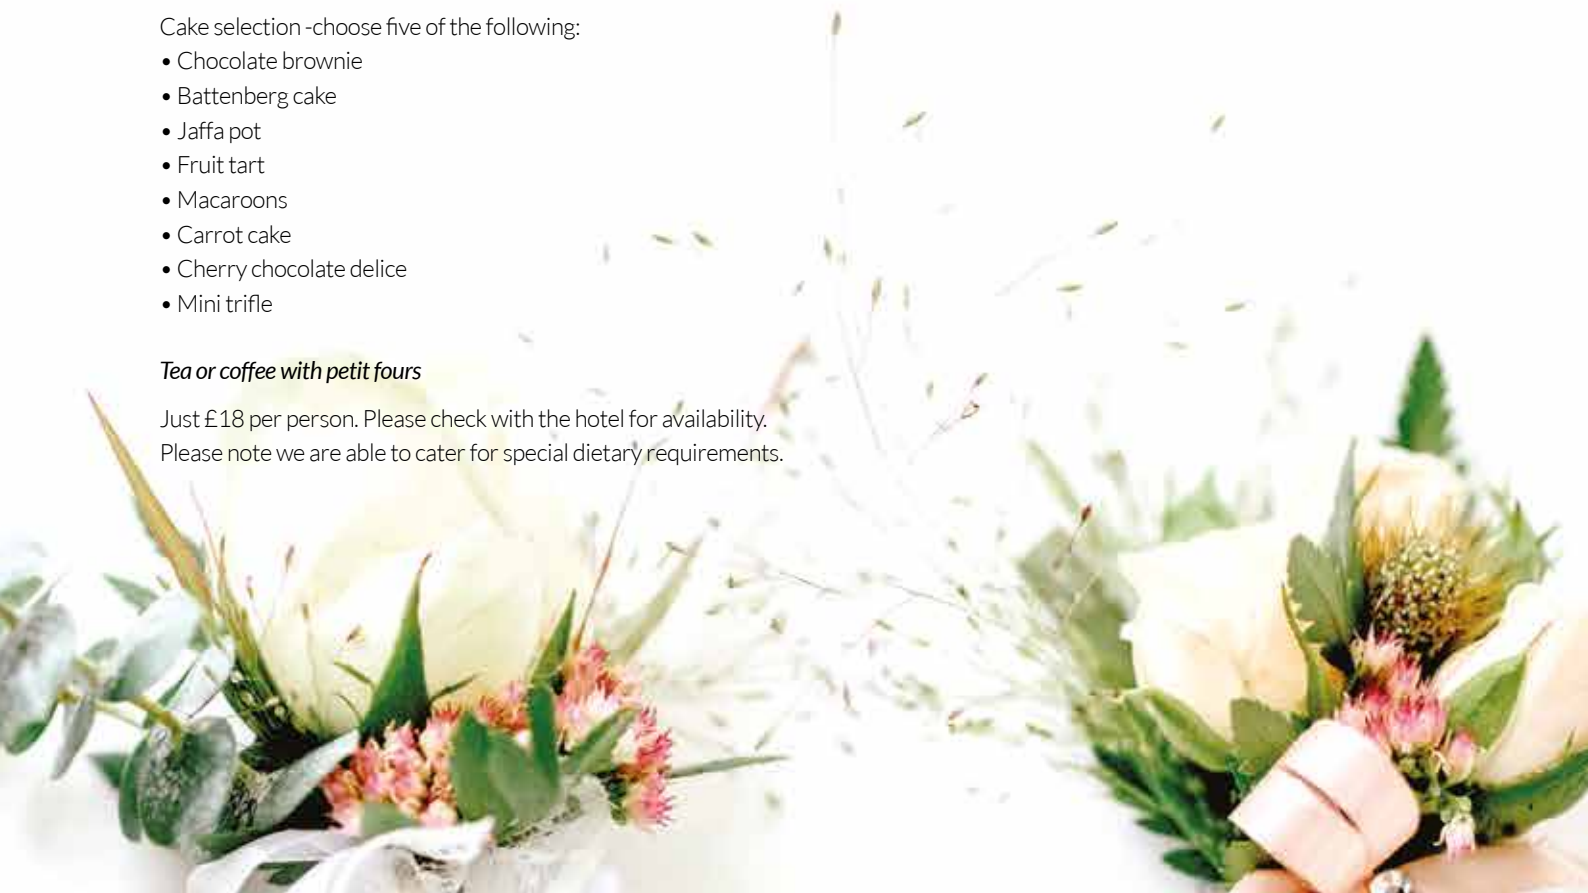 Cake selection -choose five of the following:
• Chocolate brownie
• Battenberg cake
• Jaffa pot
• Fruit tart
• Macaroons
• Carrot cake
• Cherry chocolate delice
• Mini trifle
Tea or coffee with petit fours
Just £18 per person. Please check with the hotel for availability.
Please note we are able to cater for special dietary requirements.